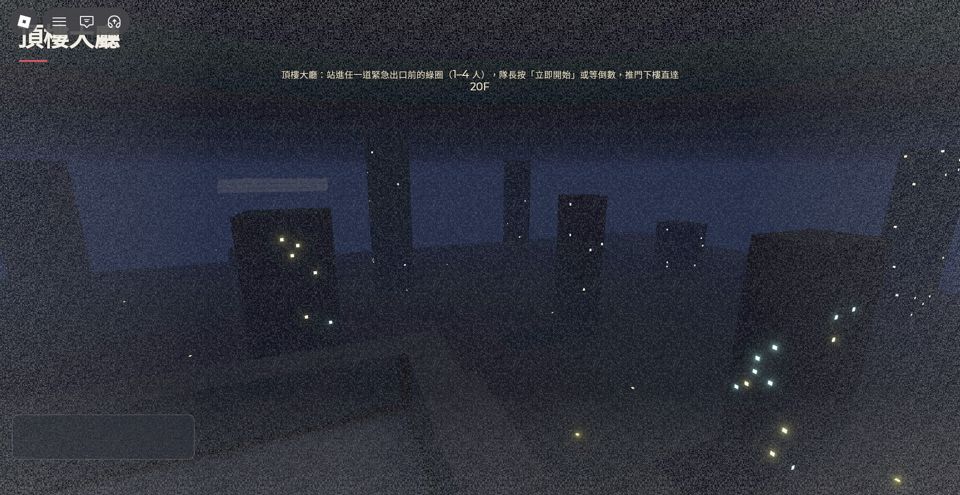 頂樓大廳
頂樓大廳：站進任一道緊急出口前的綠圈（1–4 人），隊長按「立即開始」或等倒數，推門下樓直達
20F